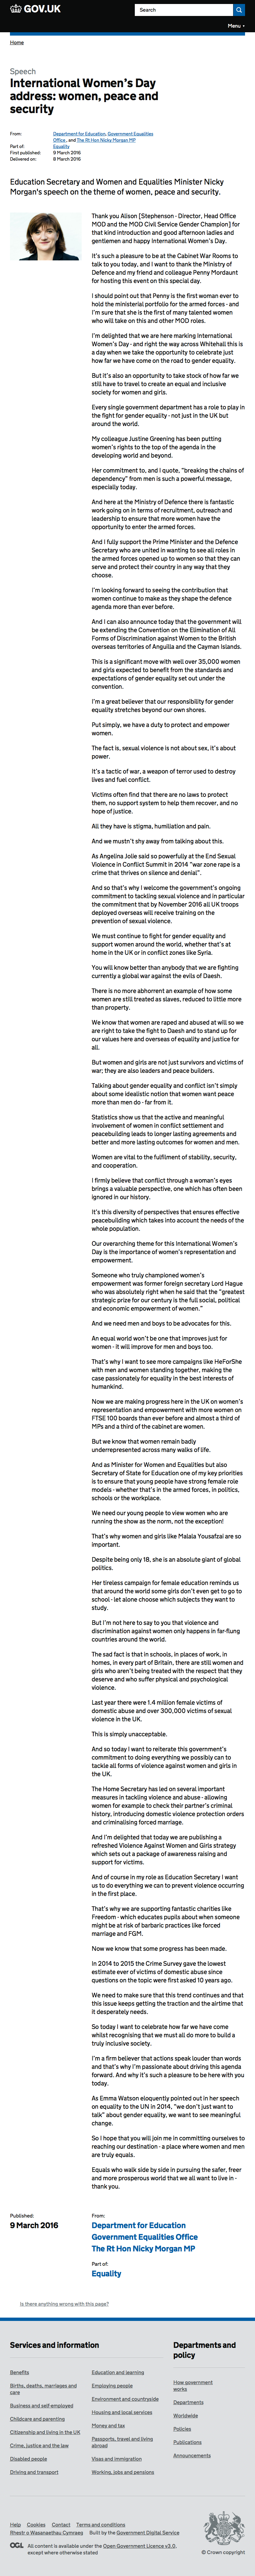 GOV.UK
Search
Menu
Home
Speech
International Women's Day
address: women, peace and
security
From:
Department for Education, Government Equalities
Office, and The Rt Hon Nicky Morgan MP
Part of:
Equality
First published:
9 March 2016
Delivered on:
8 March 2016
Education Secretary and Women and Equalities Minister Nicky
Morgan's speech on the theme of women, peace and security.
Thank you Alison [Stephenson - Director, Head Office
MOD and the MOD Civil Service Gender Champion] for
that introduction and good afternoon ladies and
gentlemen and happy International Women's Day.
It's such a pleasure to be at the Cabinet War Rooms to
talk to you today, and I want to thank the Ministry of
Defence and my friend and colleague Penny Mordaunt
for hosting this event on this special day.
I should point out that Penny is the first woman ever to
hold the ministerial portfolio for the armed forces - and
I'm sure that she is the first of many talented women
who will take on this and other MOD roles.
I'm delighted that we are here marking International
Women's Day - and right the way across Whitehall this is
a day when we take the opportunity to celebrate just
how far we have come on the road to gender equality.
But it's also an opportunity to take stock of how far we
still have to travel to create an equal and inclusive
society for women and girls.
Every single government department has a role to play in
the fight for gender equality - not just in the UK but
around the world.
My colleague Justine Greening has been putting
women's rights to the top of the agenda in the
developing world and beyond.
Her commitment to, and I quote, "breaking the chains of
dependency" from men is such a powerful message,
especially today.
And here at the Ministry of Defence there is fantastic
work going on in terms of recruitment, outreach and
leadership to ensure that more women have the
opportunity to enter the armed forces.
And I fully support the Prime Minister and the Defence
Secretary who are united in wanting to see all roles in
the armed forces opened up to women so that they can
serve and protect their country in any way that they
choose.
I'm looking forward to seeing the contribution that
women continue to make as they shape the defence
agenda more than ever before.
And I can also announce today that the government will
be extending the Convention on the Elimination of All
Forms of Discrimination against Women to the British
overseas territories of Anguilla and the Cayman Islands.
This is a significant move with well over 35,000 women
and girls expected to benefit from the standards and
expectations of gender equality set out under the
convention.
I'm a great believer that our responsibility for gender
equality stretches beyond our own shores.
Put simply, we have a duty to protect and empower
women.
The fact is, sexual violence is not about sex, it's about
power.
It's a tactic of war, a weapon of terror used to destroy
lives and fuel conflict.
Victims often find that there are no laws to protect
them, no support system to help them recover, and no
hope of justice.
All they have is stigma, humiliation and pain.
And we mustn't shy away from talking about this.
As Angelina Jolie said so powerfully at the End Sexual
Violence in Conflict Summit in 2014 "war zone rape is a
crime that thrives on silence and denial".
And so that's why I welcome the government's ongoing
commitment to tackling sexual violence and in particular
the commitment that by November 2016 all UK troops
deployed overseas will receive training on the
prevention of sexual violence.
We must continue to fight for gender equality and
support women around the world, whether that's at
home in the UK or in conflict zones like Syria.
You will know better than anybody that we are fighting
currently a global war against the evils of Daesh.
There is no more abhorrent an example of how some
women are still treated as slaves, reduced to little more
than property.
We know that women are raped and abused at will so we
are right to take the fight to Daesh and to stand up for
our values here and overseas of equality and justice for
all.
But women and girls are not just survivors and victims of
war; they are also leaders and peace builders.
Talking about gender equality and conflict isn't simply
about some idealistic notion that women want peace
more than men do - far from it.
Statistics show us that the active and meaningful
involvement of women in conflict settlement and
peacebuilding leads to longer lasting agreements and
better and more lasting outcomes for women and men.
Women are vital to the fulfilment of stability, security,
and cooperation.
I firmly believe that conflict through a woman's eyes
brings a valuable perspective, one which has often been
ignored in our history.
It's this diversity of perspectives that ensures effective
peacebuilding which takes into account the needs of the
whole population.
Our overarching theme for this International Women's
Day is the importance of women's representation and
empowerment.
Someone who truly championed women's
empowerment was former foreign secretary Lord Hague
who was absolutely right when he said that the "greatest
strategic prize for our century is the full social, political
and economic empowerment of women."
And we need men and boys to be advocates for this.
An equal world won't be one that improves just for
women - it will improve for men and boys too.
That's why I want to see more campaigns like HeForShe
with men and women standing together, making the
case passionately for equality in the best interests of
humankind.
Now we are making progress here in the UK on women's
representation and empowerment with more women on
FTSE 100 boards than ever before and almost a third of
MPs and a third of the cabinet are women.
But we know that women remain badly
underrepresented across many walks of life.
And as Minister for Women and Equalities but also
Secretary of State for Education one of my key priorities
is to ensure that young people have strong female role
models - whether that's in the armed forces, in politics,
schools or the workplace.
We need our young people to view women who are
running the show as the norm, not the exception!
That's why women and girls like Malala Yousafzai are so
important.
Despite being only 18, she is an absolute giant of global
politics.
Her tireless campaign for female education reminds us
that around the world some girls don't even get to go to
school - let alone choose which subjects they want to
study.
But I'm not here to say to you that violence and
discrimination against women only happens in far-flung
countries around the world.
The sad fact is that in schools, in places of work, in
homes, in every part of Britain, there are still women and
girls who aren't being treated with the respect that they
deserve and who suffer physical and psychological
violence.
Last year there were 1.4 million female victims of
domestic abuse and over 300,000 victims of sexual
violence in the UK.
This is simply unacceptable.
And so today I want to reiterate this government's
commitment to doing everything we possibly can to
tackle all forms of violence against women and girls in
the UK.
The Home Secretary has led on several important
measures in tackling violence and abuse - allowing
women for example to check their partner's criminal
history, introducing domestic violence protection orders
and criminalising forced marriage.
And I'm delighted that today we are publishing a
refreshed Violence Against Women and Girls strategy
which sets out a package of awareness raising and
support for victims.
And of course in my role as Education Secretary I want
us to do everything we can to prevent violence occurring
in the first place.
That's why we are supporting fantastic charities like
Freedom - which educates pupils about where someone
might be at risk of barbaric practices like forced
marriage and FGM.
Now we know that some progress has been made.
In 2014 to 2015 the Crime Survey gave the lowest
estimate ever of victims of domestic abuse since
questions on the topic were first asked 10 years ago.
We need to make sure that this trend continues and that
this issue keeps getting the traction and the airtime that
it desperately needs.
So today I want to celebrate how far we have come
whilst recognising that we must all do more to build a
truly inclusive society.
I'm a firm believer that actions speak louder than words
and that's why I'm passionate about driving this agenda
forward. And why it's such a pleasure to be here with you
today.
As Emma Watson eloquently pointed out in her speech
on equality to the UN in 2014, "we don't just want to
talk" about gender equality, we want to see meaningful
change.
So I hope that you will join me in committing ourselves to
reaching our destination - a place where women and men
are truly equals.
Equals who walk side by side in pursuing the safer, freer
and more prosperous world that we all want to live in -
thank you.
Published:
9 March 2016
From:
Department for Education
Government Equalities Office
The Rt Hon Nicky Morgan MP
Part of:
Equality
Is there anything wrong with this page?
Services and information
Benefits
Births, deaths, marriages and
care
Business and self-employed
Childcare and parenting
Citizenship and living in the UK
Crime, justice and the law
Disabled people
Driving and transport
Education and learning
Employing people
Environment and countryside
Housing and local services
Money and tax
Passports, travel and living
abroad
Visas and immigration
Working, jobs and pensions
Departments and
policy
How government
works
Departments
Worldwide
Policies
Publications
Announcements
Help Cookies Contact Terms and conditions
Rhestr o Wasanaethau Cymraeg Built by the Government Digital Service
OGL All content is available under the Open Government Licence v3.0,
except where otherwise stated
© Crown copyright